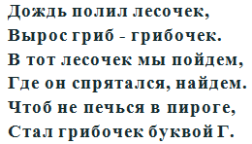 Дождь полил лесочек,
Вырос гриб - грибочек.
В тот лесочек мы пойдем,
Где он спрятался, найдем.
Чтоб не печься в пироге,
Стал грибочек буквой Г.